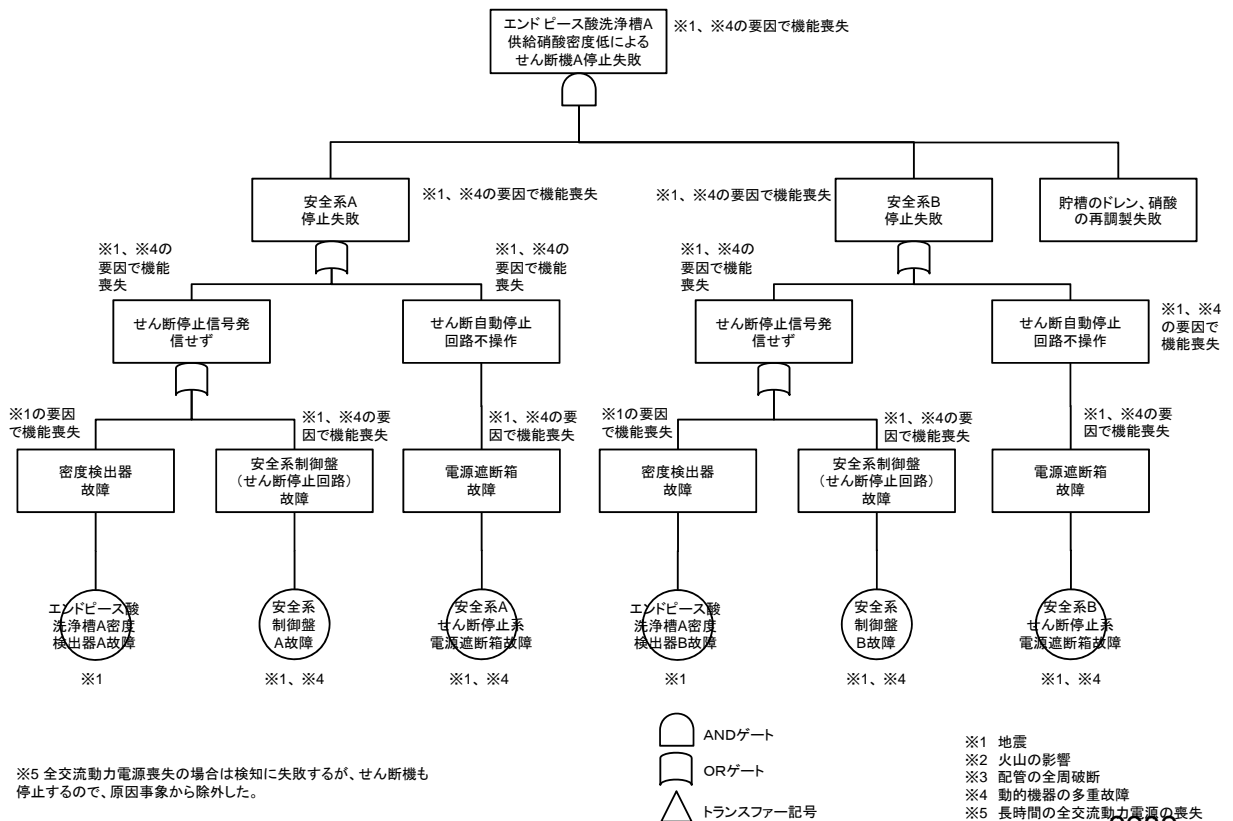 エンドピース酸洗浄槽A
供給硝酸密度低による
せん断機A停止失敗
※1、※4の要因で機能喪失
安全系A
停止失敗
※1、※4の要因で機能喪失
※1、※4の要因で機能喪失
安全系B
停止失敗
貯槽のドレン、硝酸
の再調製失敗
※1、※4の
要因で機能
喪失
※1、※4の
要因で機能
喪失
※1、※4の
要因で機能
喪失
せん断停止信号発
信せず
せん断自動停止
回路不操作
せん断停止信号発
信せず
せん断自動停止
回路不操作
※1、※4
の要因で
機能喪失
※1の要因
で機能喪失
※1、※4の要
因で機能喪失
※1、※4の要
因で機能喪失
※1の要因
で機能喪失
※1、※4の要
因で機能喪失
※1、※4の要
因で機能喪失
密度検出器
故障
安全系制御盤
(せん断停止回路)
故障
電源遮断箱
故障
密度検出器
故障
安全系制御盤
(せん断停止回路)
故障
電源遮断箱
故障
エンドピース酸
洗浄槽A密度
検出器A故障
安全系
制御盤
A故障
安全系A
せん断停止系
電源遮断箱故障
エンドピース酸
洗浄槽A密度
検出器B故障
安全系
制御盤
B故障
安全系B
せん断停止系
電源遮断箱故障
※1
※1、※4
※1、※4
※1
※1、※4
※1、※4
※5 全交流動力電源喪失の場合は検知に失敗するが、せん断機も
停止するので、原因事象から除外した。
ANDゲート
ORゲート
トランスファー記号
※1 地震
※2 火山の影響
※3 配管の全周破断
※4 動的機器の多重故障
※5 長時間の全交流動力電源の喪失